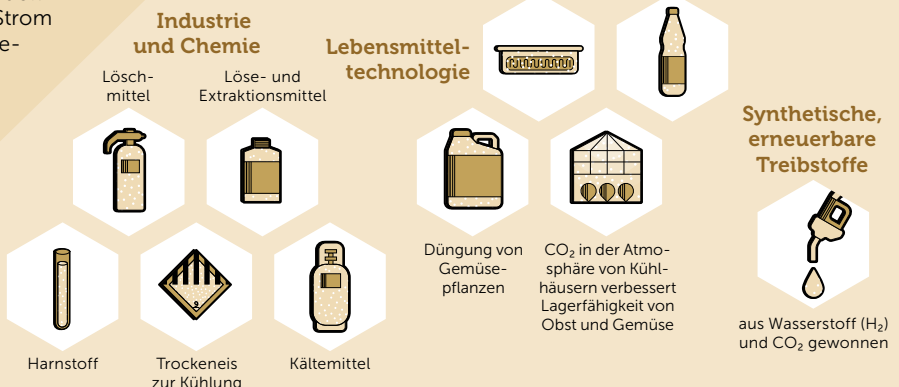 Strom
e-
Industrie
und Chemie
Lösch-
mittel
Löse- und
Extraktionsmittel
Harnstoff
2
Trockeneis
zur Kühlung
Kältemittel
Lebensmittel-
technologie
Düngung von
Gemüse-
pflanzen
CO₂ in der Atmo-
sphäre von Kühl-
häusern verbessert
Lagerfähigkeit von
Obst und Gemüse
Synthetische,
erneuerbare
Treibstoffe
aus Wasserstoff (H₂)
und CO₂ gewonnen